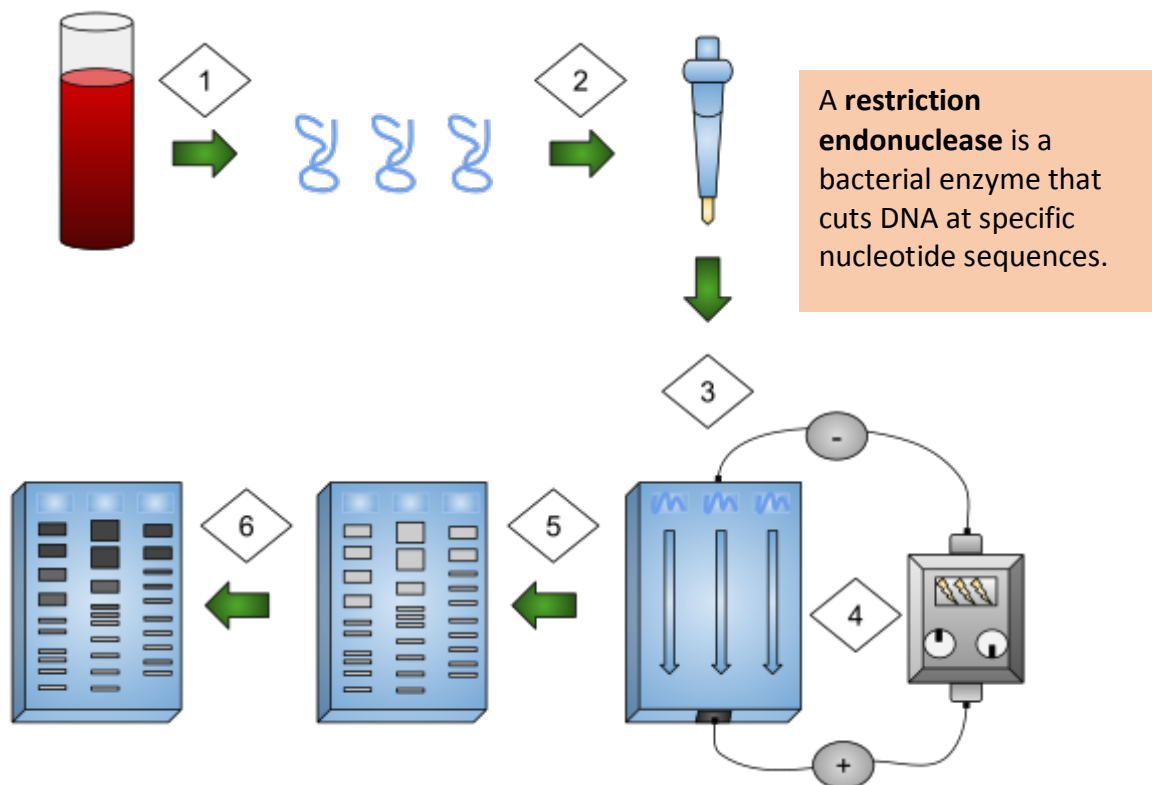 1
2
A restriction
endonuclease is a
bacterial enzyme that
cuts DNA at specific
nucleotide sequences.
3
-
6
5
4
+